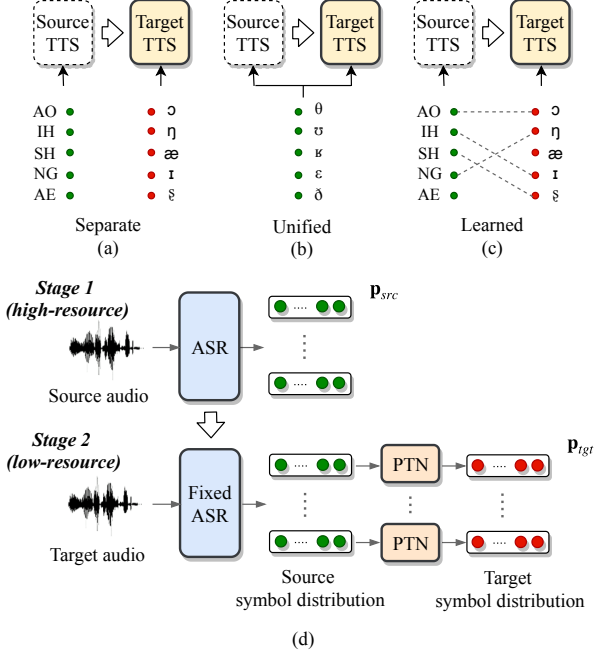 Source TTS
Target TTS
Source TTS
Target TTS
Source TTS
Target TTS
AO ɔ θ AO ɔ
IH ŋ ʊ IH ŋ
SH æ ʁ SH æ
NG ɪ ɛ NG ɪ
AE ʂ ð AE ʂ
Separate Unified Learned
(a) (b) (c)
Stage 1
(high-resource)
Source audio
ASR
.... ....
p_src
Stage 2
(low-resource)
Target audio
Fixed ASR
.... PTN ....
.... PTN ....
p_tgt
Source
symbol distribution
Target
symbol distribution
(d)